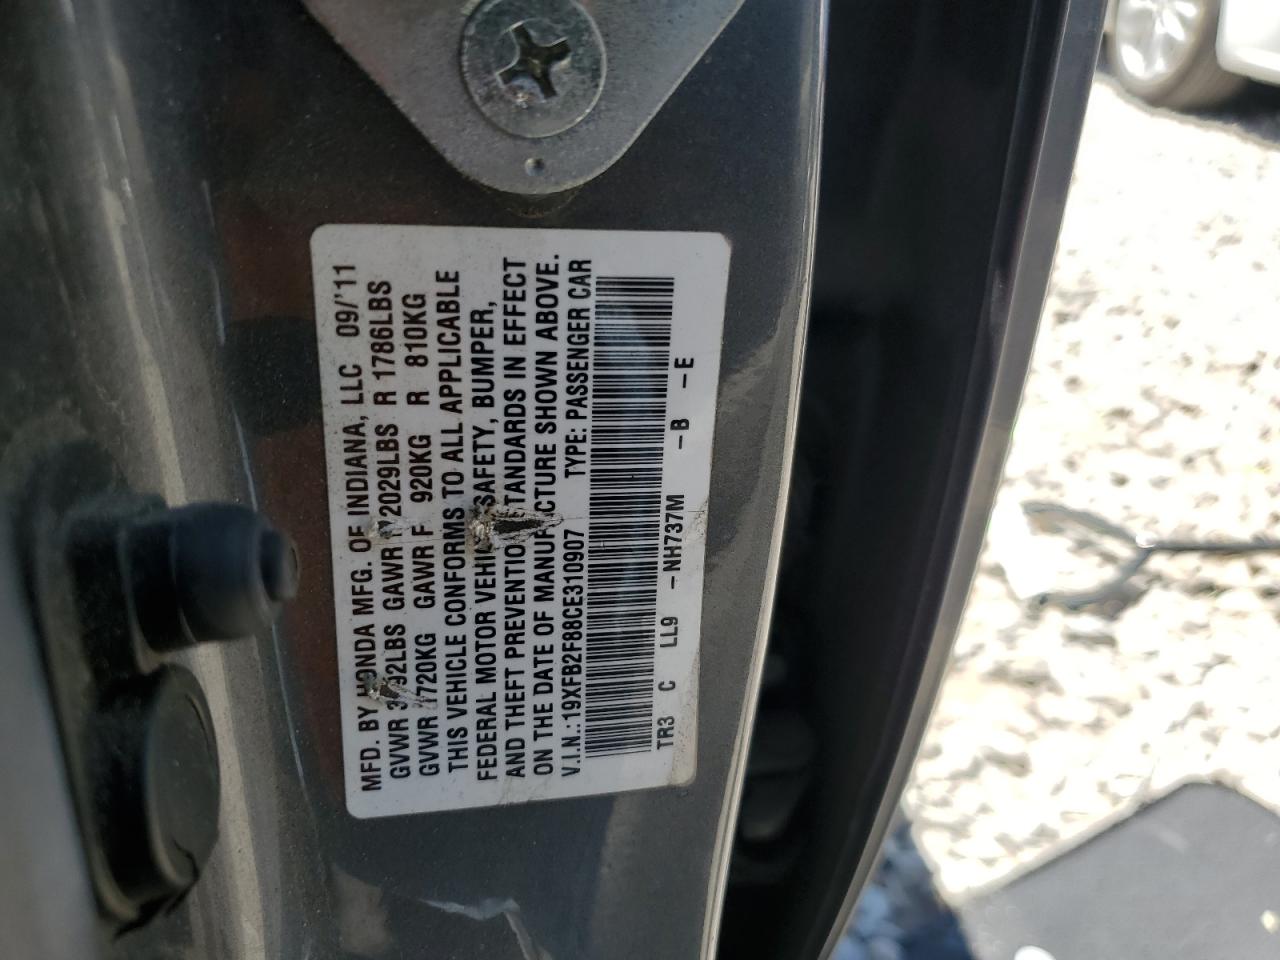 MFD. BY HONDA MFG. OF INDIANA, LLC 09/'11
GVWR 3792LBS GAWR F 2029LBS R 1786LBS
GVWR 1720KG GAWR F 920KG R 810KG
THIS VEHICLE CONFORMS TO ALL APPLICABLE
FEDERAL MOTOR VEHICLE SAFETY, BUMPER,
AND THEFT PREVENTION STANDARDS IN EFFECT
ON THE DATE OF MANUFACTURE SHOWN ABOVE.
V.I.N.: 19XFB2F88CE310907 TYPE: PASSENGER CAR
TR3 C LL9 -NH737M -B -E